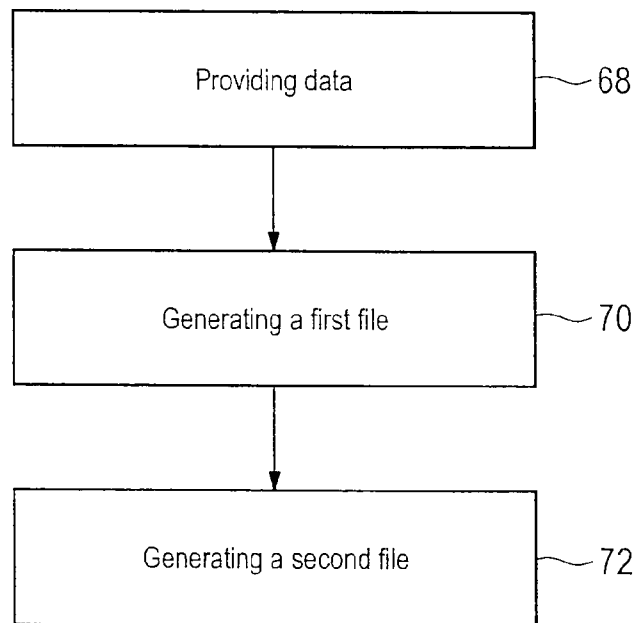 Providing data
68
Generating a first file
70
Generating a second file
72